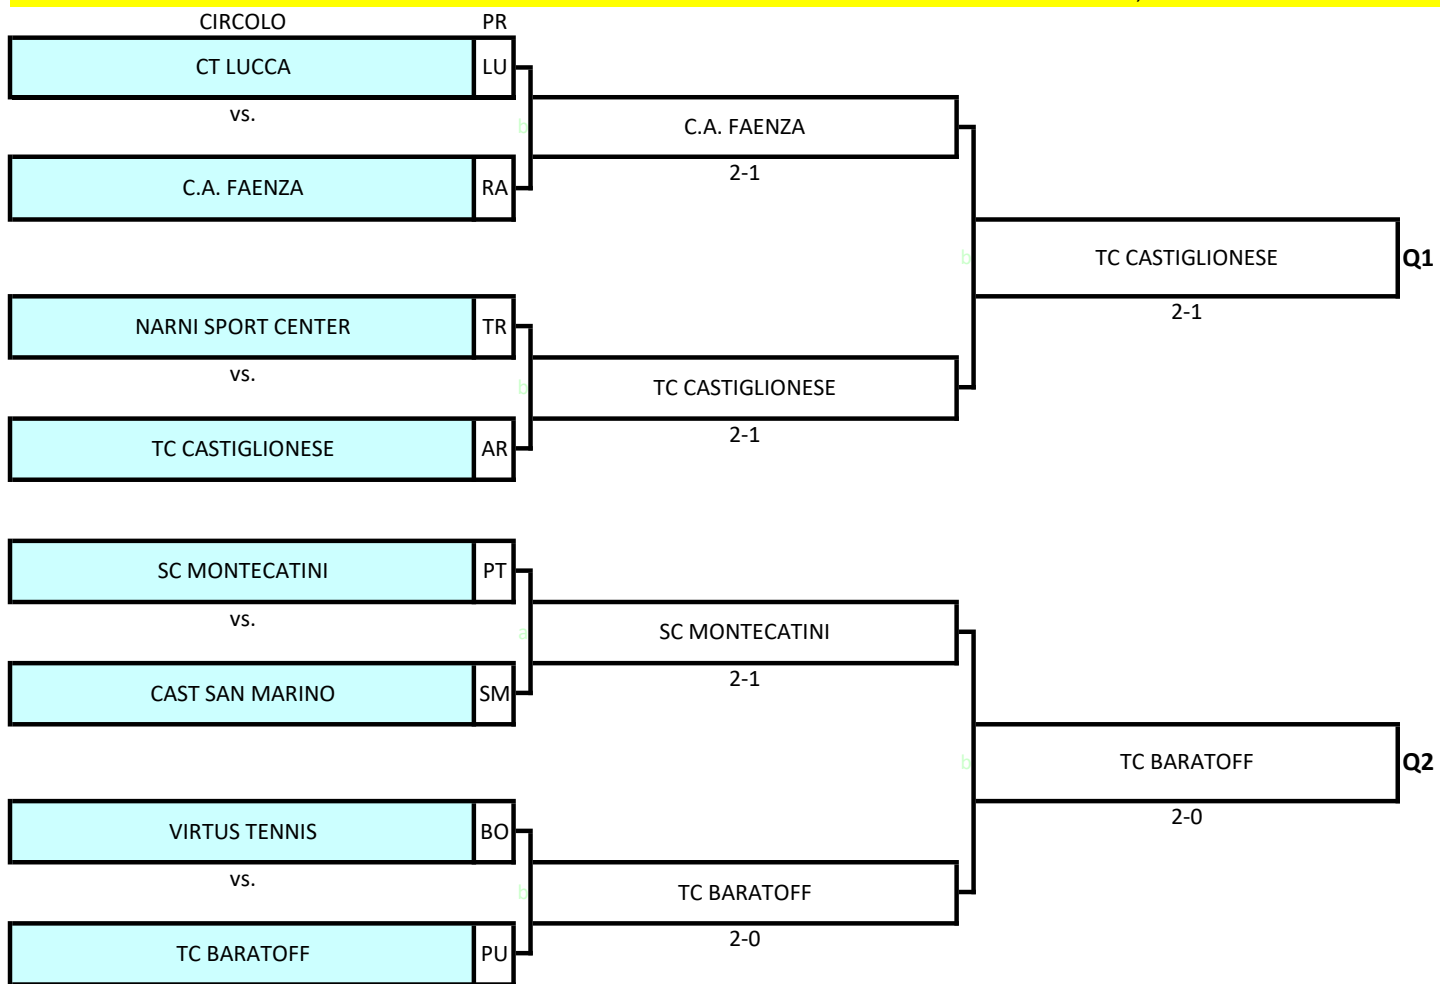 CIRCOLO PR
CT LUCCA LU
vs.
b
C.A. FAENZA
2-1
C.A. FAENZA RA
b
TC CASTIGLIONESE Q1
2-1
NARNI SPORT CENTER TR
vs.
b
TC CASTIGLIONESE
2-1
TC CASTIGLIONESE AR
SC MONTECATINI PT
vs.
a
SC MONTECATINI
2-1
CAST SAN MARINO SM
b
TC BARATOFF Q2
2-0
VIRTUS TENNIS BO
vs.
b
TC BARATOFF
2-0
TC BARATOFF PU